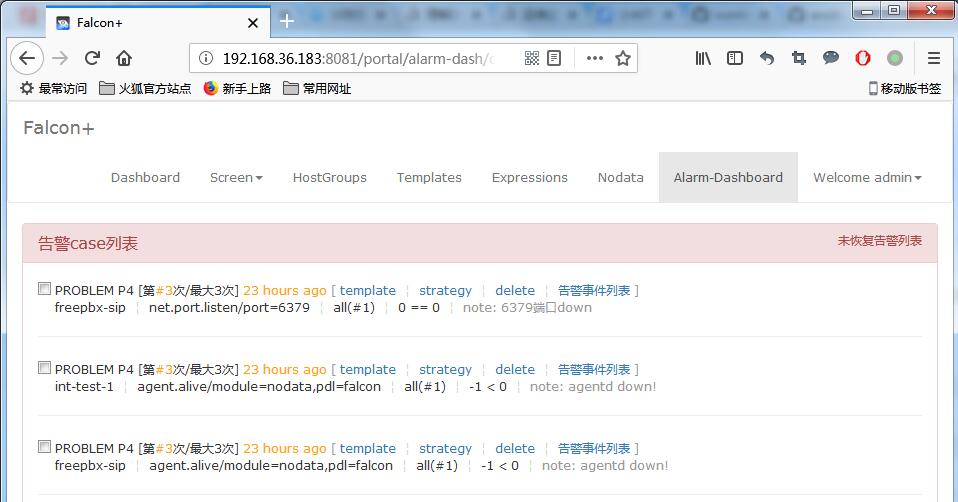 Falcon+
192.168.36.183:8081/portal/alarm-dash/
最常访问 火狐官方站点 新手上路 常用网址 移动版书签
Falcon+
Dashboard Screen HostGroups Templates Expressions Nodata Alarm-Dashboard Welcome admin
告警case列表 未恢复告警列表
PROBLEM P4 [第#3次/最大3次] 23 hours ago [ template ¦ strategy ¦ delete ¦ 告警事件列表 ]
freepbx-sip ¦ net.port.listen/port=6379 ¦ all(#1) ¦ 0 == 0 ¦ note: 6379端口down
PROBLEM P4 [第#3次/最大3次] 23 hours ago [ template ¦ strategy ¦ delete ¦ 告警事件列表 ]
int-test-1 ¦ agent.alive/module=nodata,pdl=falcon ¦ all(#1) ¦ -1 < 0 ¦ note: agentd down!
PROBLEM P4 [第#3次/最大3次] 23 hours ago [ template ¦ strategy ¦ delete ¦ 告警事件列表 ]
freepbx-sip ¦ agent.alive/module=nodata,pdl=falcon ¦ all(#1) ¦ -1 < 0 ¦ note: agentd down!